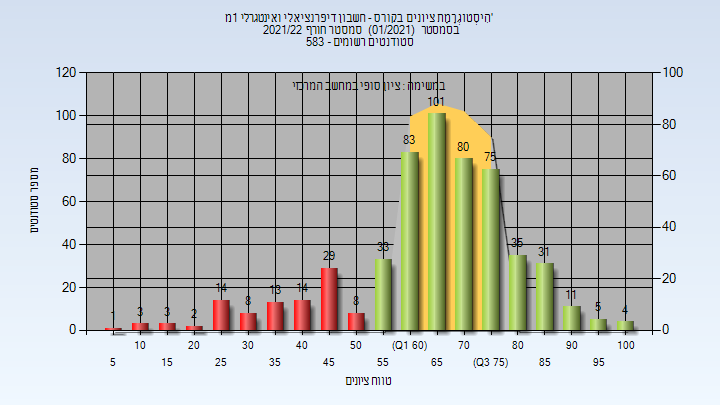 'היסטוגרמת ציונים בקורס - חשבון דיפרנציאלי ואינטגרלי 1מ
בסמסטר (01/2021) סמסטר חורף 2021/22
סטודנטים רשומים - 583
במשימה : ציון סופי במחשב המרכזי
מספר סטודנטים
120 100 80 60 40 20 0
100 80 60 40 20 0
1 3 3 2 14 8 13 14 29 8 33 83 101 80 75 35 31 11 5 4
10 20 30 40 50 (Q1 60) 70 80 90 100
5 15 25 35 45 55 65 (Q3 75) 85 95
טווח ציונים